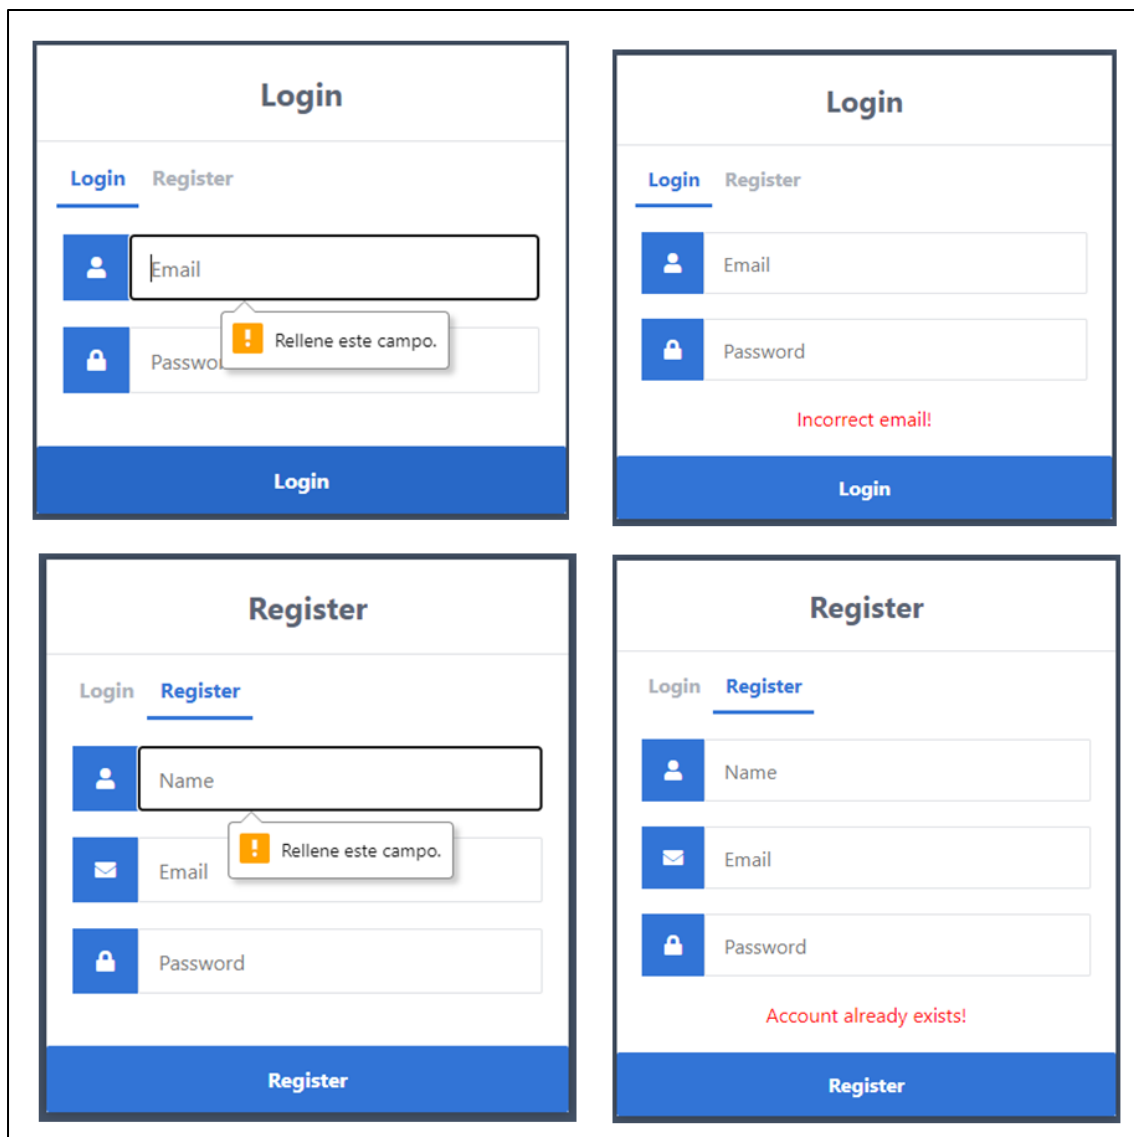 Login
Login Register
Email
Rellene este campo.
Passwor
Login
Login
Login Register
Email
Password
Incorrect email!
Login
Register
Login Register
Name
Rellene este campo.
Email
Password
Register
Register
Login Register
Name
Email
Password
Account already exists!
Register